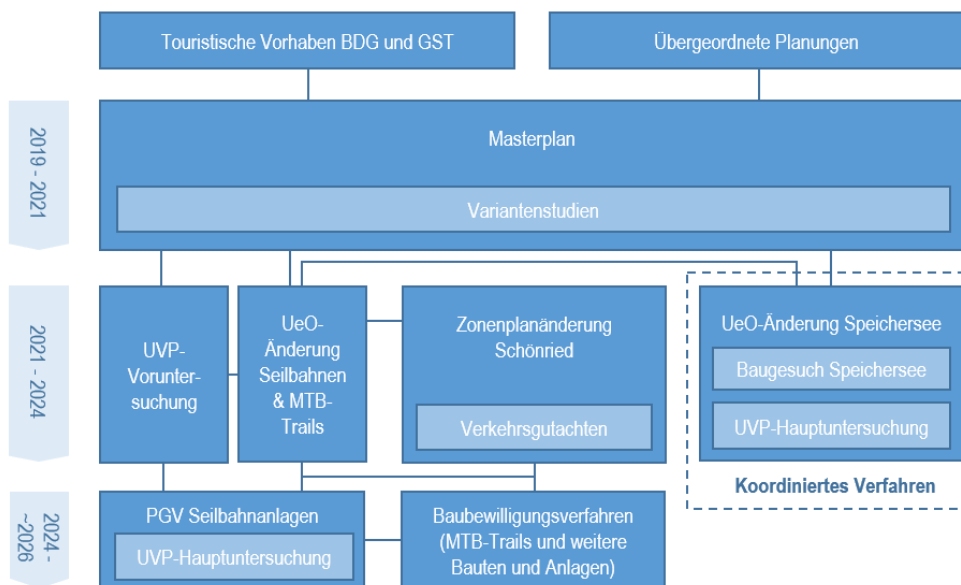 Touristische Vorhaben BDG und GST
Übergeordnete Planungen
2019 - 2021
Masterplan
Variantenstudien
2021 - 2024
UVP-
Vorunter-
suchung
UeO-
Änderung
Seilbahnen
& MTB-
Trails
Zonenplanänderung
Schönried
Verkehrsgutachten
UeO-Änderung Speichersee
Baugesuch Speichersee
UVP-Hauptuntersuchung
Koordiniertes Verfahren
2024 -
~2026
PGV Seilbahnanlagen
UVP-Hauptuntersuchung
Baubewilligungsverfahren
(MTB-Trails und weitere
Bauten und Anlagen)